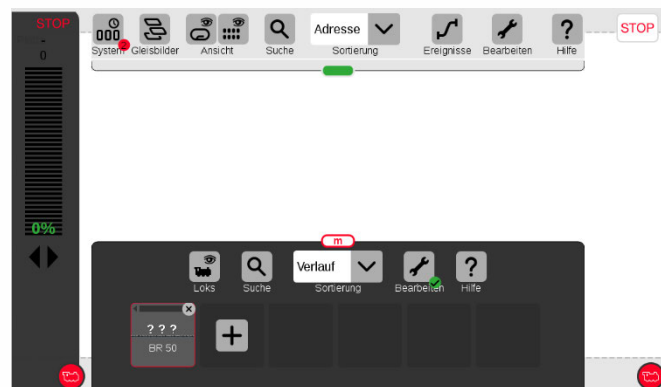 STOP
-
0
0%
System
2
Gleisbilder
Ansicht
Suche
Adresse
Sortierung
Ereignisse
Bearbeiten
?
Hilfe
STOP
m
Loks
Suche
Verlauf
Sortierung
Bearbeiten
?
Hilfe
? ? ?
BR 50